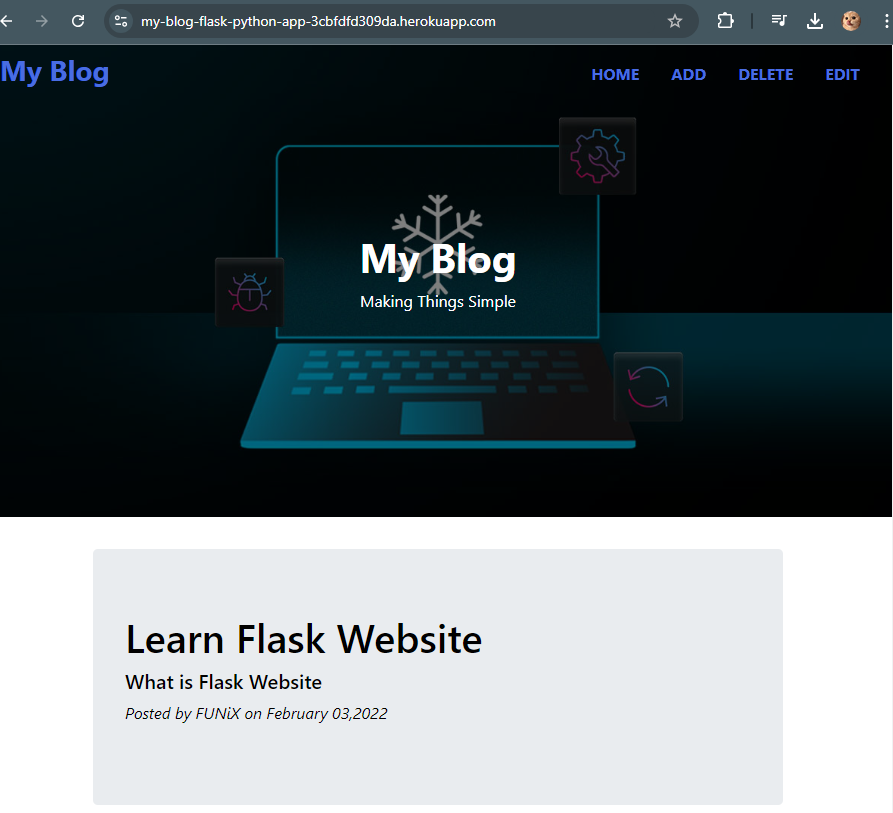 my-blog-flask-python-app-3cbfdfd309da.herokuapp.com
My Blog HOME ADD DELETE EDIT
My Blog
Making Things Simple
Learn Flask Website
What is Flask Website
Posted by FUNiX on February 03,2022